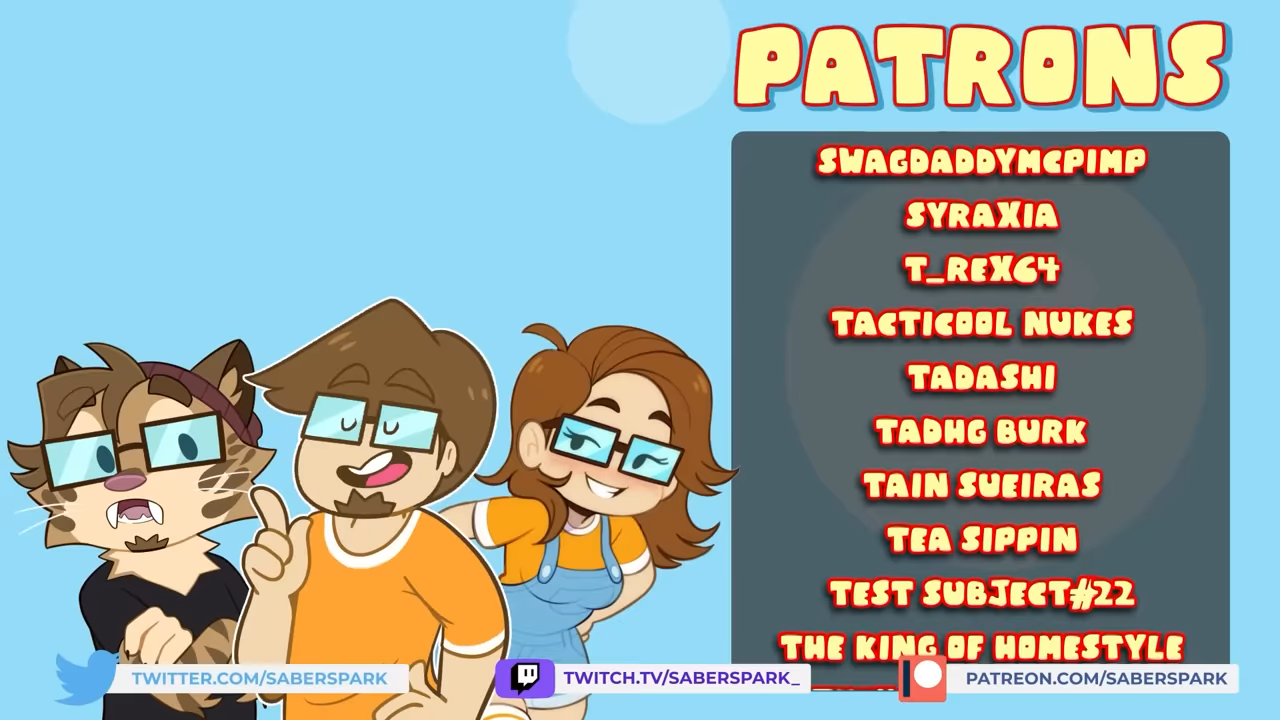 PATRONS
SWAGDADDYMCPIMP
SYRAXIA
T_REX64
TACTICOOL NUKES
TADASHI
TADHG BURK
TAIN SUEIRAS
TEA SIPPIN
TEST SUBJECT#22
THE KING OF HOMESTYLE
TWITTER.COM/SABERSPARK
TWITCH.TV/SABERSPARK_
PATREON.COM/SABERSPARK